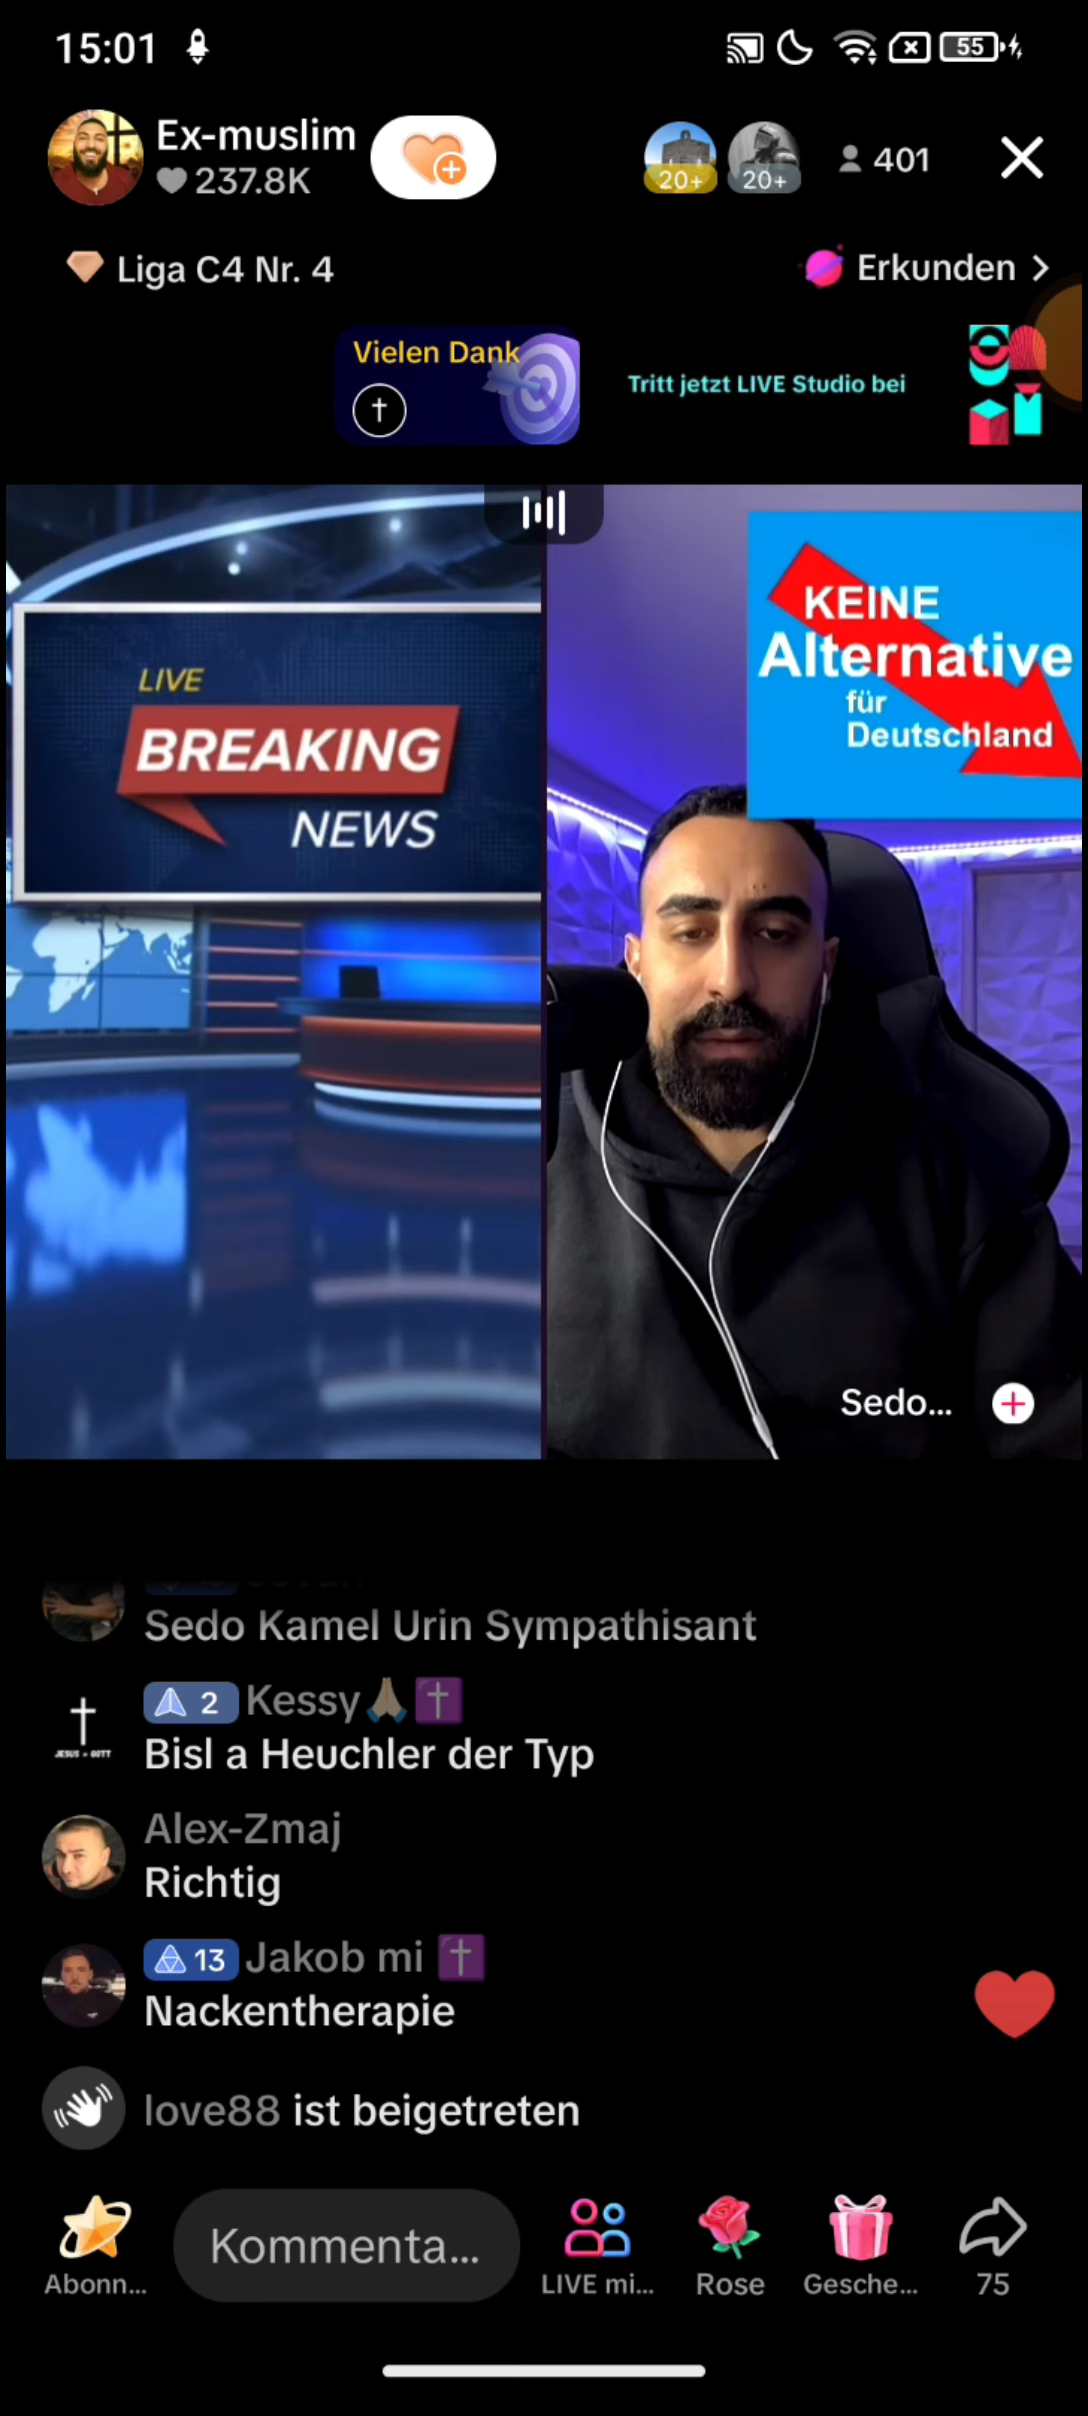 15:01
55
Ex-muslim
237.8K
20+
20+
401
Liga C4 Nr. 4
Erkunden
Vielen Dank
Tritt jetzt LIVE Studio bei
LIVE
BREAKING
NEWS
KEINE
Alternative
für
Deutschland
Sedo...
Sedo Kamel Urin Sympathisant
2 Kessy
JESUS = GOTT
Bisl a Heuchler der Typ
Alex-Zmaj
Richtig
13 Jakob mi
Nackentherapie
love88 ist beigetreten
Kommenta...
Abonn...
LIVE mi...
Rose
Gesche...
75